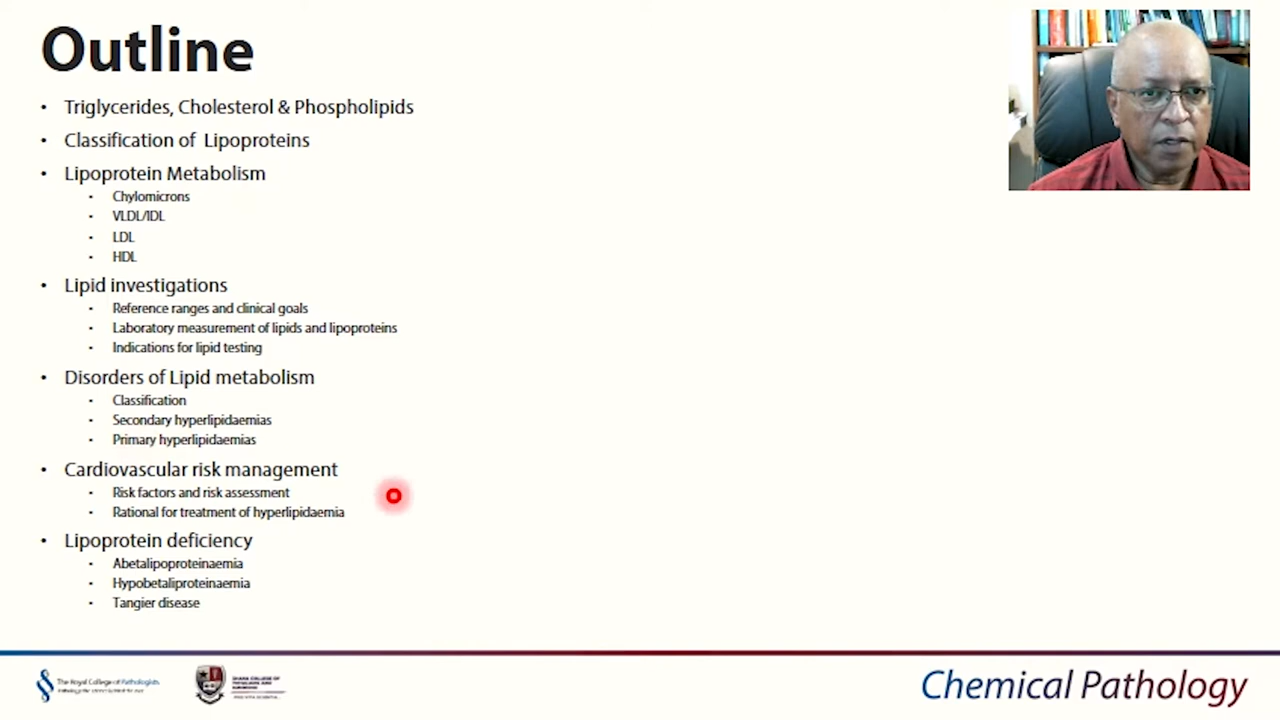 Outline
• Triglycerides, Cholesterol & Phospholipids
• Classification of Lipoproteins
• Lipoprotein Metabolism
• Chylomicrons
• VLDL/IDL
• LDL
• HDL
• Lipid investigations
• Reference ranges and clinical goals
• Laboratory measurement of lipids and lipoproteins
• Indications for lipid testing
• Disorders of Lipid metabolism
• Classification
• Secondary hyperlipidaemias
• Primary hyperlipidaemias
• Cardiovascular risk management
• Risk factors and risk assessment
• Rational for treatment of hyperlipidaemia
• Lipoprotein deficiency
• Abetalipoproteinaemia
• Hypobetaliproteinaemia
• Tangier disease
The Royal College of Pathologists
Chemical Pathology